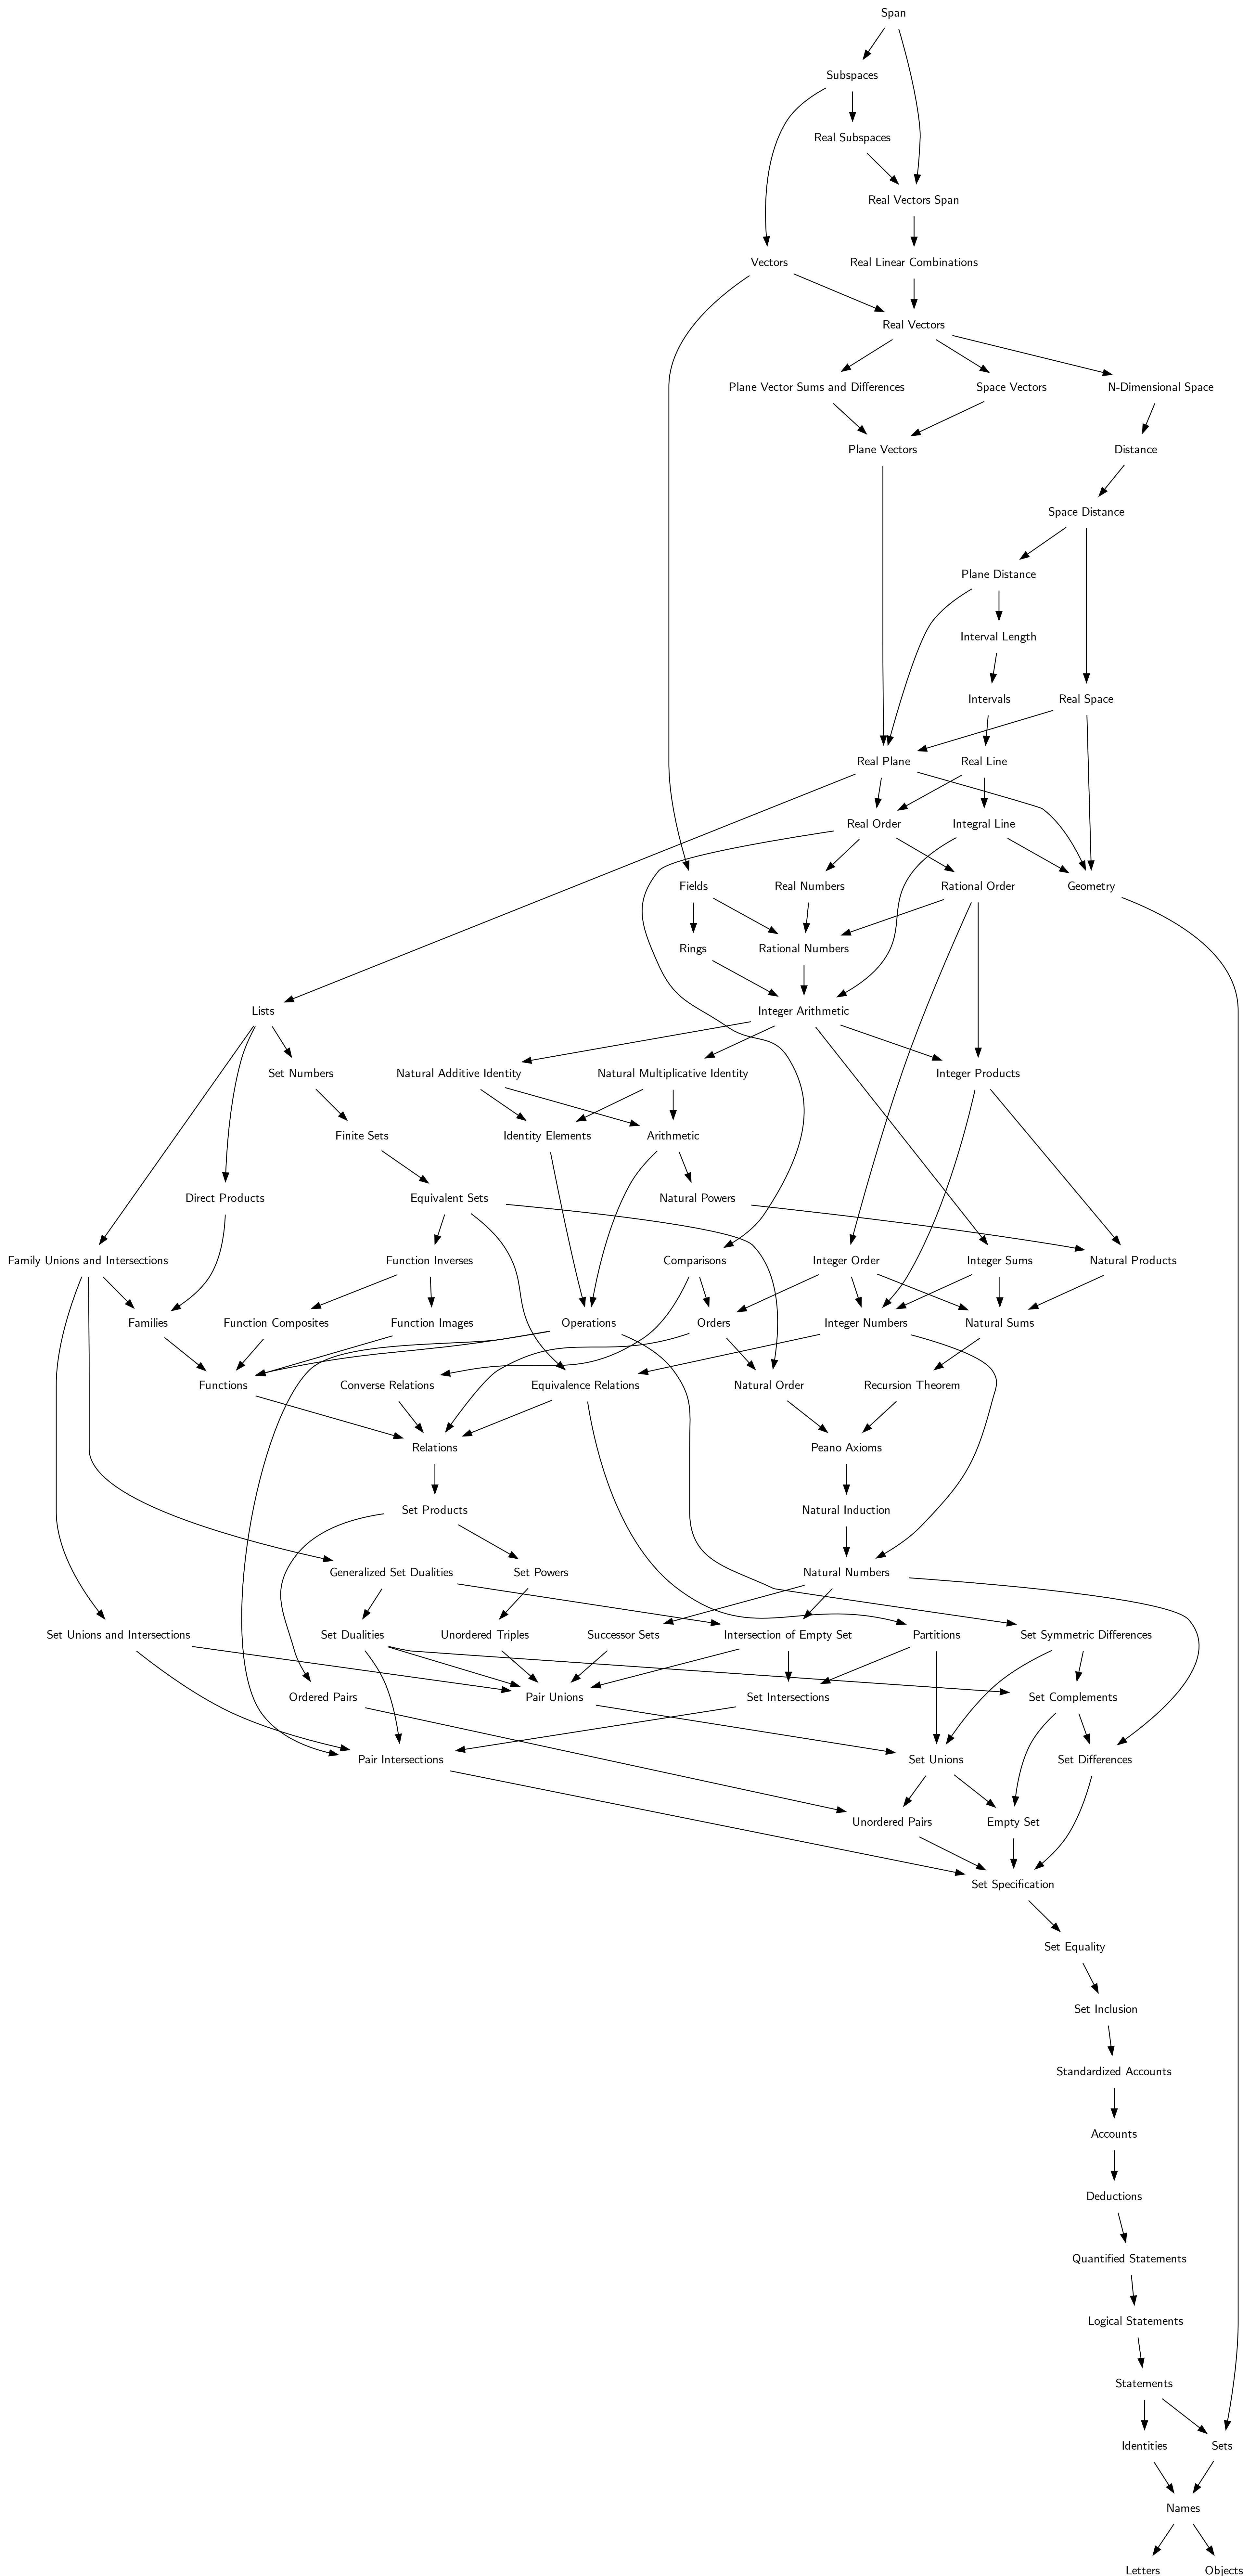 Span
Subspaces
Real Subspaces
Real Vectors Span
Vectors
Real Linear Combinations
Real Vectors
Plane Vector Sums and Differences
Space Vectors
N-Dimensional Space
Plane Vectors
Distance
Space Distance
Plane Distance
Interval Length
Intervals
Real Space
Real Plane
Real Line
Real Order
Integral Line
Fields
Real Numbers
Rational Order
Geometry
Rings
Rational Numbers
Lists
Integer Arithmetic
Set Numbers
Natural Additive Identity
Natural Multiplicative Identity
Integer Products
Finite Sets
Identity Elements
Arithmetic
Direct Products
Equivalent Sets
Natural Powers
Family Unions and Intersections
Function Inverses
Comparisons
Integer Order
Integer Sums
Natural Products
Families
Function Composites
Function Images
Operations
Orders
Integer Numbers
Natural Sums
Functions
Converse Relations
Equivalence Relations
Natural Order
Recursion Theorem
Relations
Peano Axioms
Set Products
Natural Induction
Generalized Set Dualities
Set Powers
Natural Numbers
Set Unions and Intersections
Set Dualities
Unordered Triples
Successor Sets
Intersection of Empty Set
Partitions
Set Symmetric Differences
Ordered Pairs
Pair Unions
Set Intersections
Set Complements
Pair Intersections
Set Unions
Set Differences
Unordered Pairs
Empty Set
Set Specification
Set Equality
Set Inclusion
Standardized Accounts
Accounts
Deductions
Quantified Statements
Logical Statements
Statements
Identities
Sets
Names
Letters
Objects